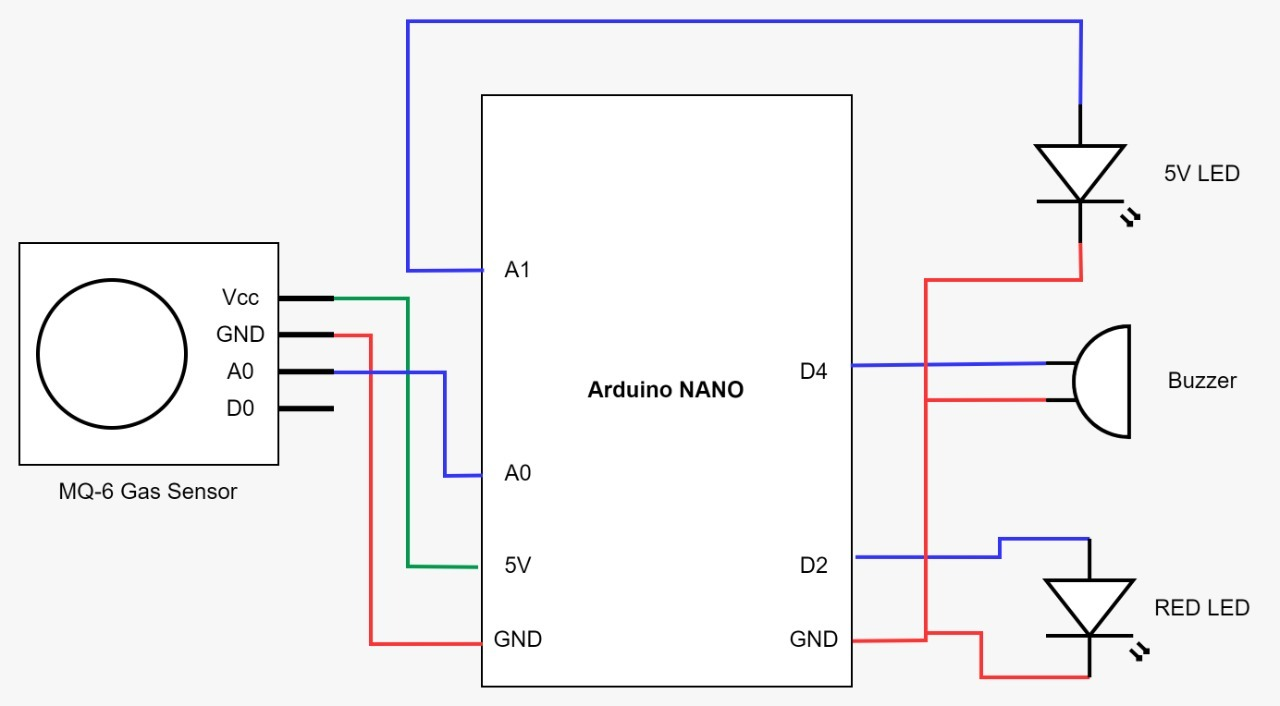 5V LED
A1
Vcc
GND
A0
D0
D4
Arduino NANO
Buzzer
A0
MQ-6 Gas Sensor
5V
D2
RED LED
GND
GND